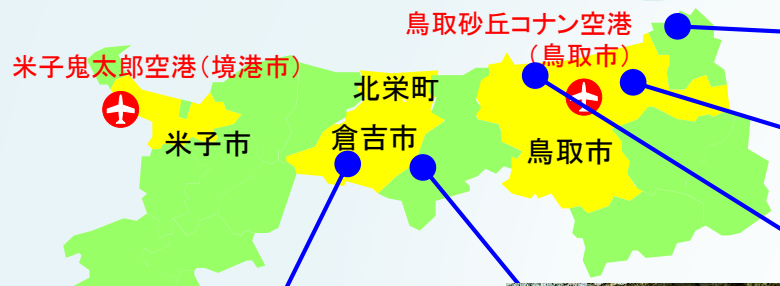 鳥取砂丘コナン空港
（鳥取市）
米子鬼太郎空港（境港市）
北栄町
倉吉市
米子市
鳥取市